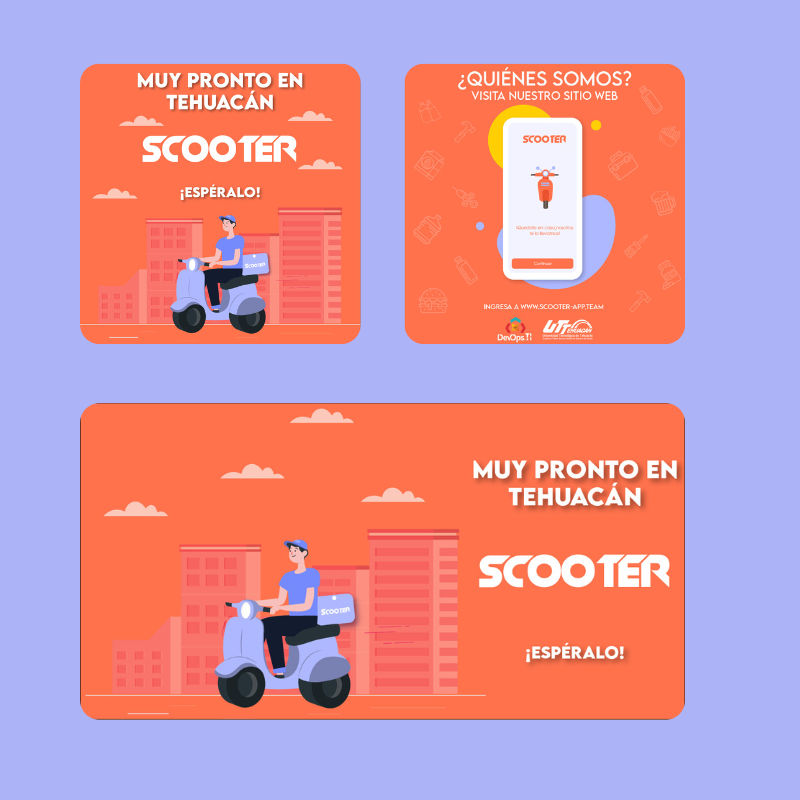 MUY PRONTO EN
TEHUACÁN
SCOOTER
¡ESPÉRALO!
SCOOTER
¿QUIÉNES SOMOS?
VISITA NUESTRO SITIO WEB
SCOOTER
Continuar
INGRESA A WWW.SCOOTER-APP.TEAM
DevOps.TI
UTT
TEHUACÁN
MUY PRONTO EN
TEHUACÁN
SCOOTER
¡ESPÉRALO!
SCOOTER